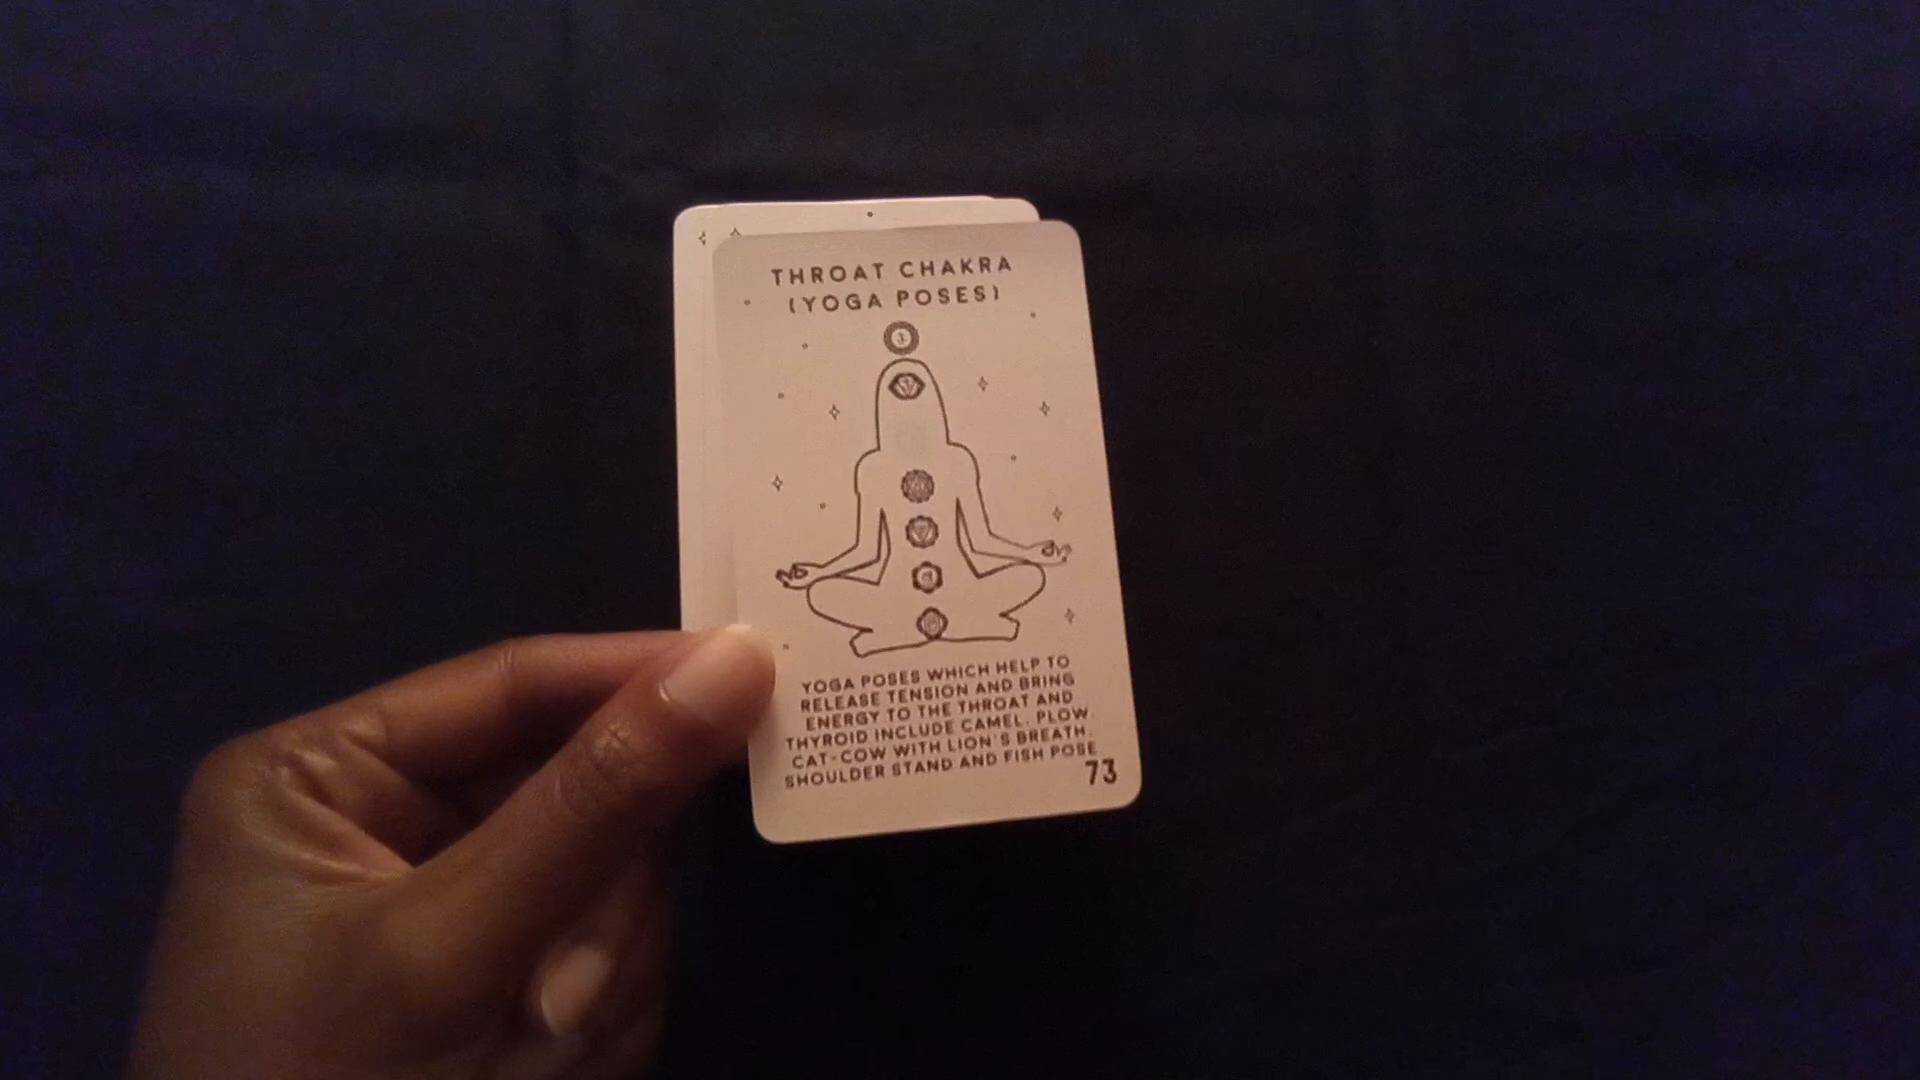 THROAT CHAKRA
(YOGA POSES)
YOGA POSES WHICH HELP TO
RELEASE TENSION AND BRING
ENERGY TO THE THROAT AND
THYROID INCLUDE CAMEL, PLOW,
CAT-COW WITH LION'S BREATH,
SHOULDER STAND AND FISH POSE
73